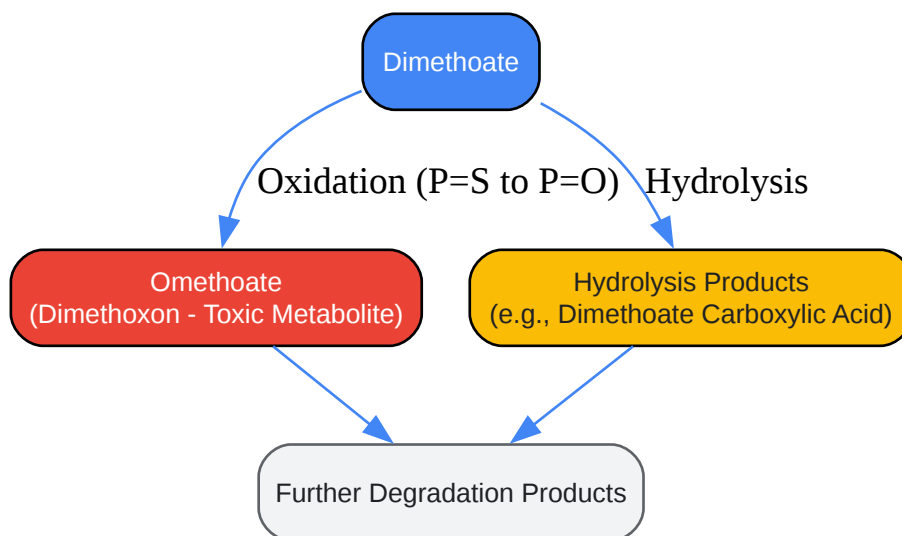 Dimethoate
Oxidation (P=S to P=O)
Hydrolysis
Omethoate
(Dimethoxon - Toxic Metabolite)
Hydrolysis Products
(e.g., Dimethoate Carboxylic Acid)
Further Degradation Products